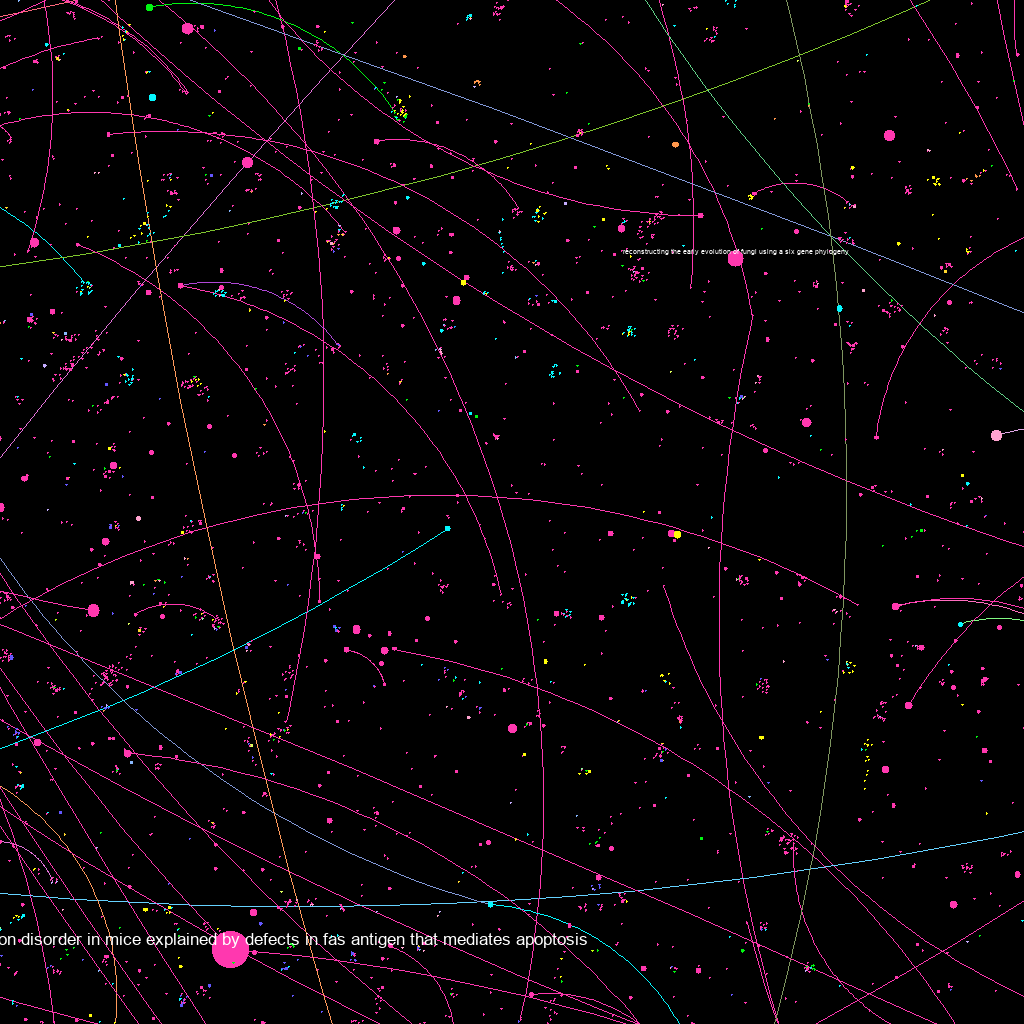 reconstructing the early evolution of fungi using a six gene phylogeny
on disorder in mice explained by defects in fas antigen that mediates apoptosis